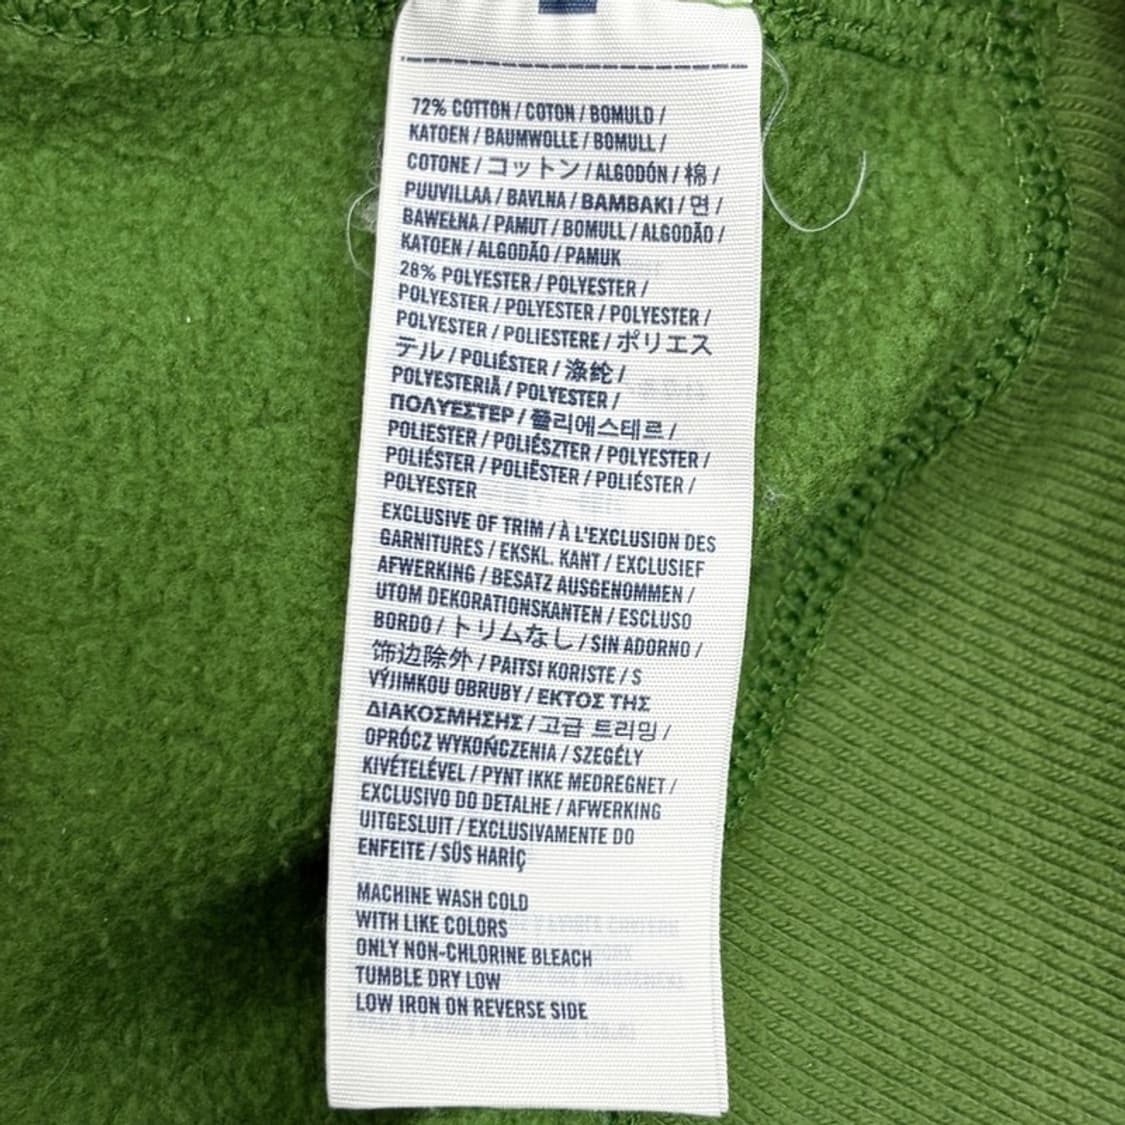 72% COTTON / COTON / BOMULD /
KATOEN / BAUMWOLLE / BOMULL /
COTONE / コットン / ALGODÓN / 棉 /
PUUVILLAA / BAVLNA / BAMBAKI / 면 /
BAWEŁNA / PAMUT / BOMULL / ALGODÃO /
KATOEN / ALGODÃO / PAMUK
28% POLYESTER / POLYESTER /
POLYESTER / POLYESTER / POLYESTER /
POLYESTER / POLIESTERE / ポリエス
テル / POLIÉSTER / 涤纶 /
POLYESTERIÄ / POLYESTER /
ΠΟΛΥΕΣΤΕΡ / 폴리에스테르 /
POLIESTER / POLIÉSZTER / POLYESTER /
POLIÉSTER / POLIËSTER / POLIÉSTER /
POLYESTER
EXCLUSIVE OF TRIM / À L'EXCLUSION DES
GARNITURES / EKSKL. KANT / EXCLUSIEF
AFWERKING / BESATZ AUSGENOMMEN /
UTOM DEKORATIONSKANTEN / ESCLUSO
BORDO / トリムなし / SIN ADORNO /
饰边除外 / PAITSI KORISTE / S
VÝJIMKOU OBRUBY / ΕΚΤΟΣ ΤΗΣ
ΔΙΑΚΟΣΜΗΣΗΣ / 고급 트리밍 /
OPRÓCZ WYKOŃCZENIA / SZEGÉLY
KIVÉTELÉVEL / PYNT IKKE MEDREGNET /
EXCLUSIVO DO DETALHE / AFWERKING
UITGESLUIT / EXCLUSIVAMENTE DO
ENFEITE / SÜS HARİÇ
MACHINE WASH COLD
WITH LIKE COLORS
ONLY NON-CHLORINE BLEACH
TUMBLE DRY LOW
LOW IRON ON REVERSE SIDE